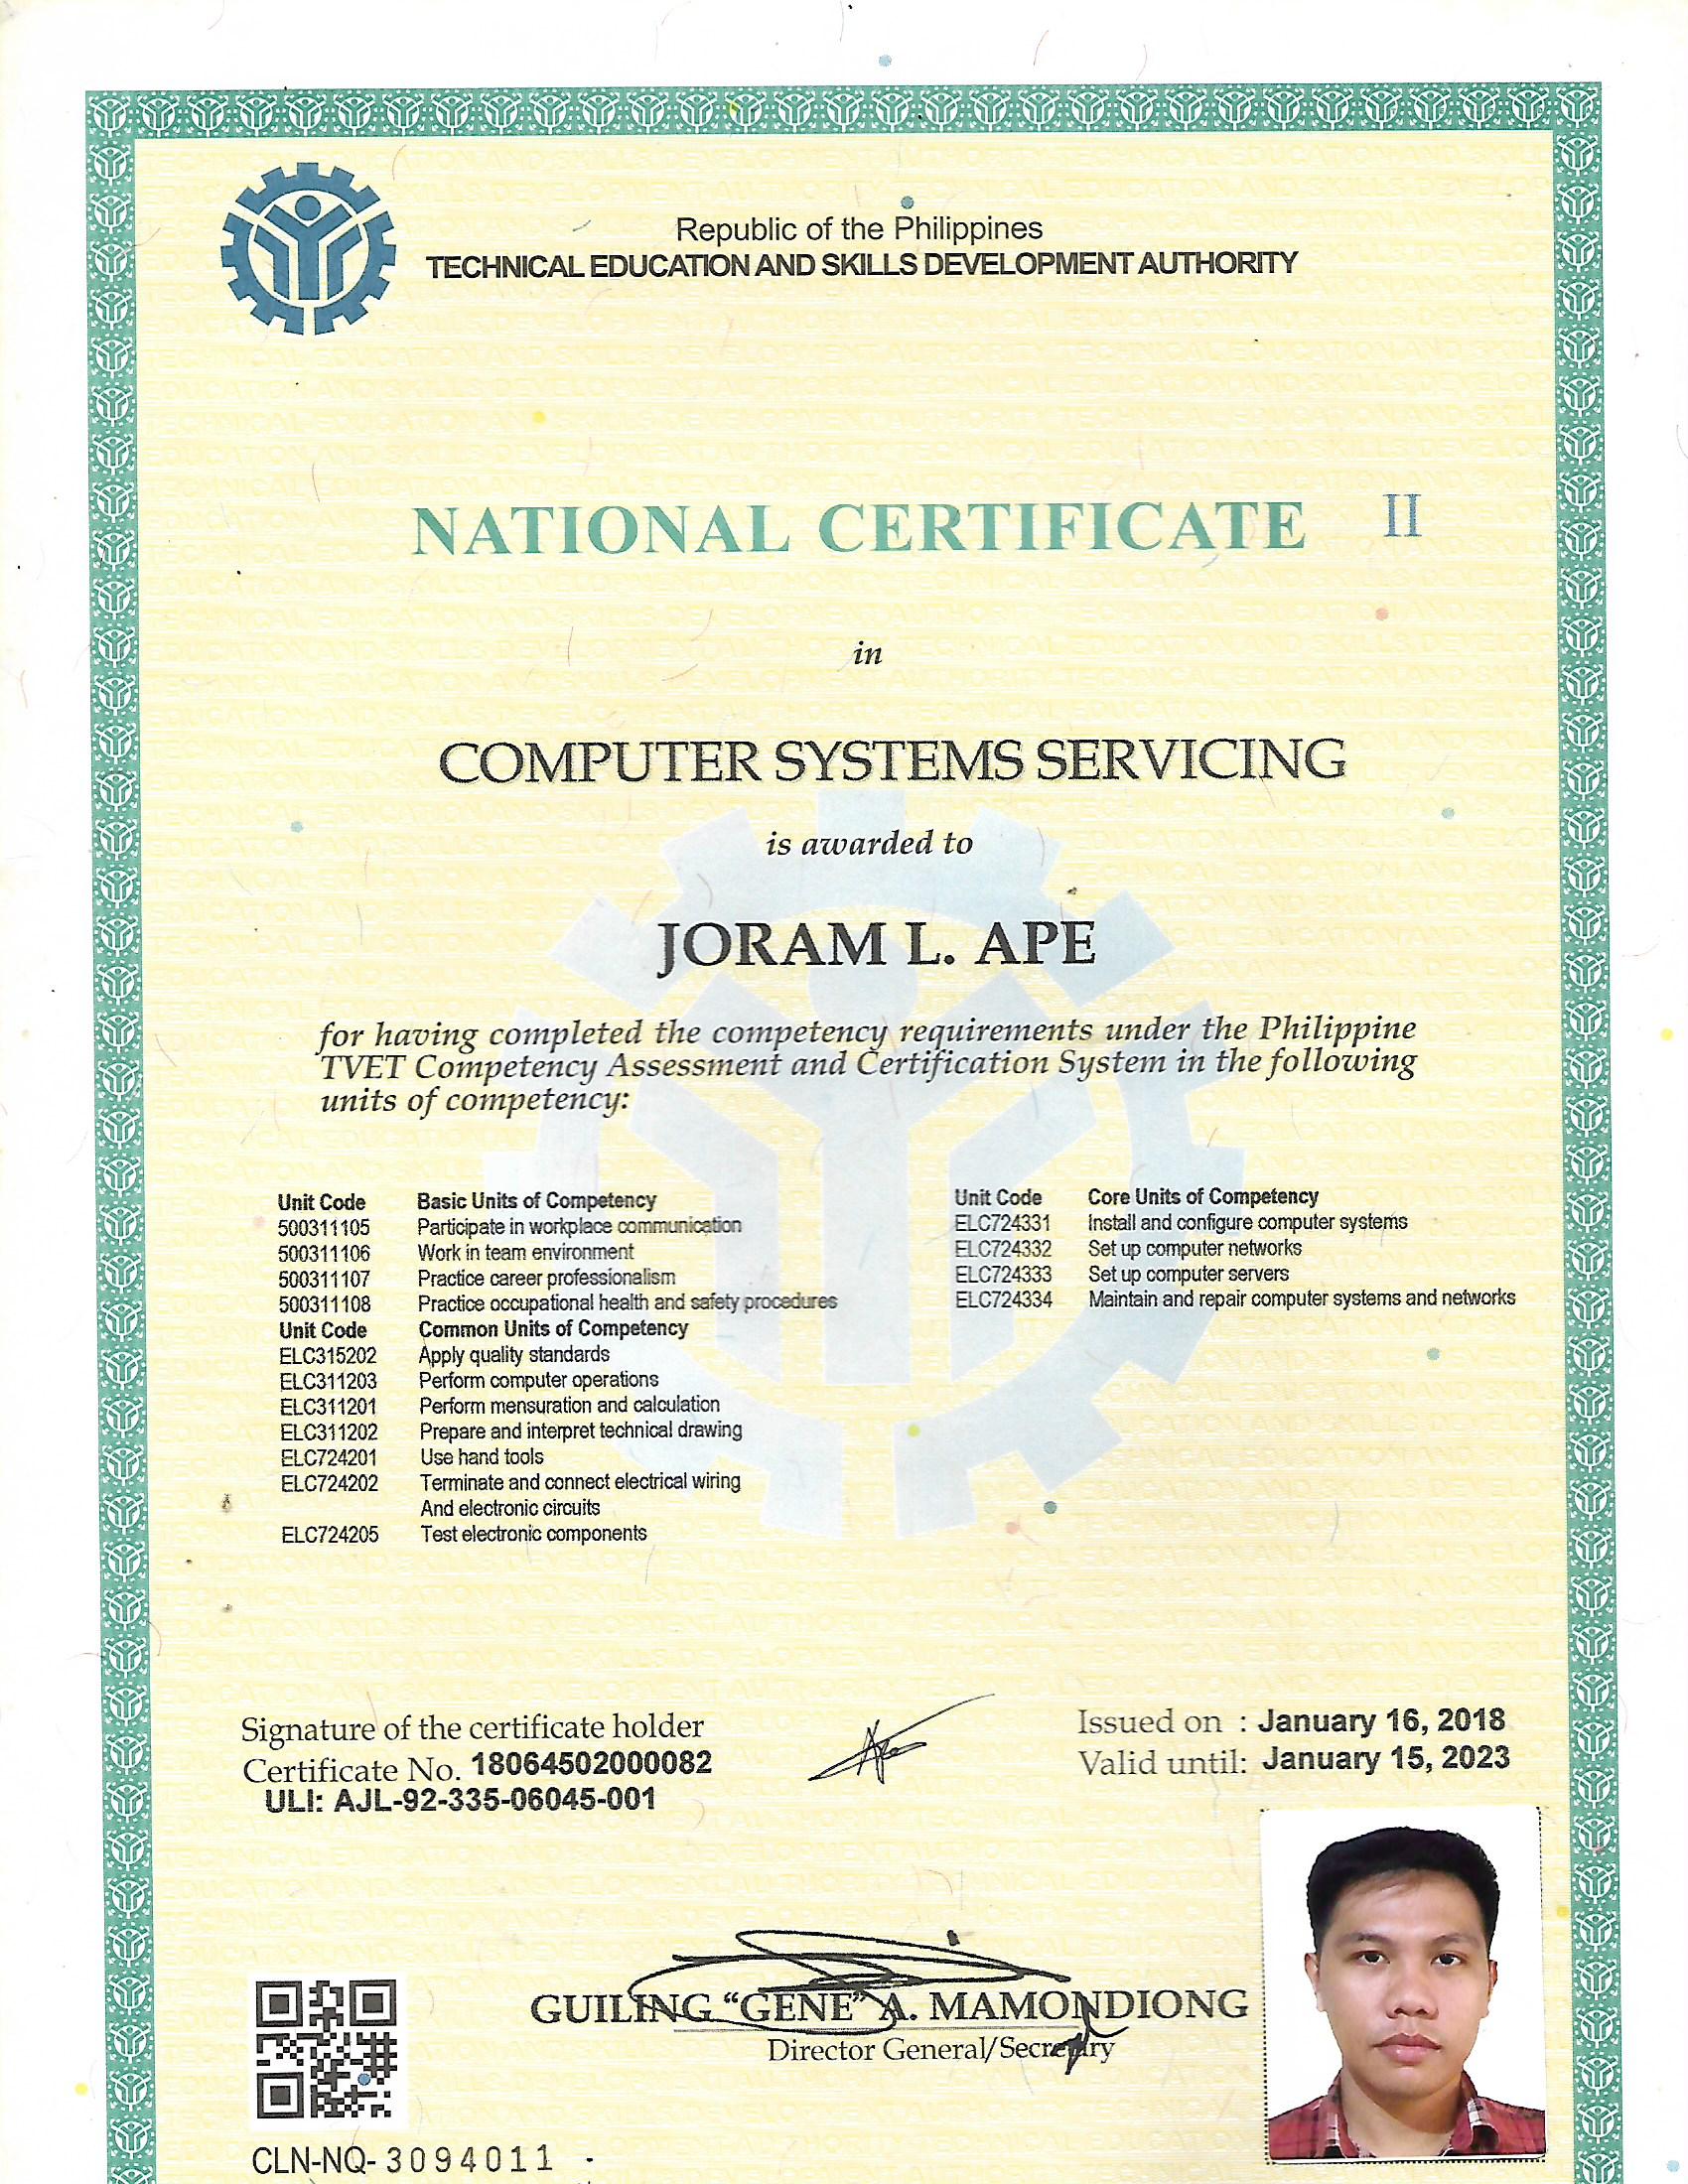 Republic of the Philippines
TECHNICAL EDUCATION AND SKILLS DEVELOPMENT AUTHORITY
NATIONAL CERTIFICATE II
in
COMPUTER SYSTEMS SERVICING
is awarded to
JORAM L. APE
for having completed the competency requirements under the Philippine
TVET Competency Assessment and Certification System in the following
units of competency:
Unit Code Basic Units of Competency
500311105 Participate in workplace communication
500311106 Work in team environment
500311107 Practice career professionalism
500311108 Practice occupational health and safety procedures
Unit Code Common Units of Competency
ELC315202 Apply quality standards
ELC311203 Perform computer operations
ELC311201 Perform mensuration and calculation
ELC311202 Prepare and interpret technical drawing
ELC724201 Use hand tools
ELC724202 Terminate and connect electrical wiring
And electronic circuits
ELC724205 Test electronic components
Unit Code Core Units of Competency
ELC724331 Install and configure computer systems
ELC724332 Set up computer networks
ELC724333 Set up computer servers
ELC724334 Maintain and repair computer systems and networks
Signature of the certificate holder
Certificate No. 18064502000082
ULI: AJL-92-335-06045-001
Issued on : January 16, 2018
Valid until: January 15, 2023
GUILING "GENE" A. MAMONDIONG
Director General/Secretary
CLN-NQ- 3094011